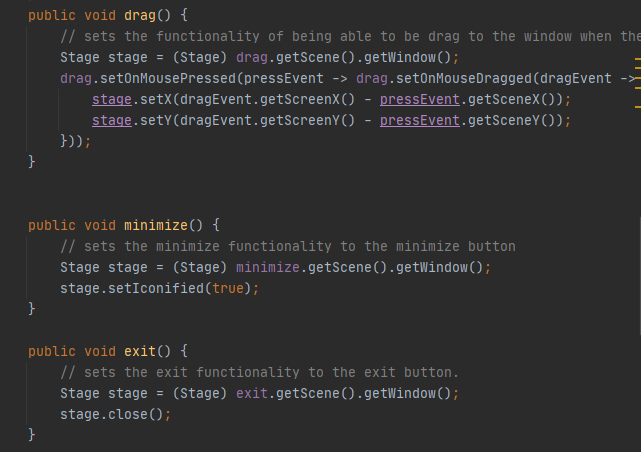 public void drag() {
// sets the functionality of being able to be drag to the window when the
Stage stage = (Stage) drag.getScene().getWindow();
drag.setOnMousePressed(pressEvent -> drag.setOnMouseDragged(dragEvent ->
stage.setX(dragEvent.getScreenX() - pressEvent.getSceneX());
stage.setY(dragEvent.getScreenY() - pressEvent.getSceneY());
}));
}
public void minimize() {
// sets the minimize functionality to the minimize button
Stage stage = (Stage) minimize.getScene().getWindow();
stage.setIconified(true);
}
public void exit() {
// sets the exit functionality to the exit button.
Stage stage = (Stage) exit.getScene().getWindow();
stage.close();
}